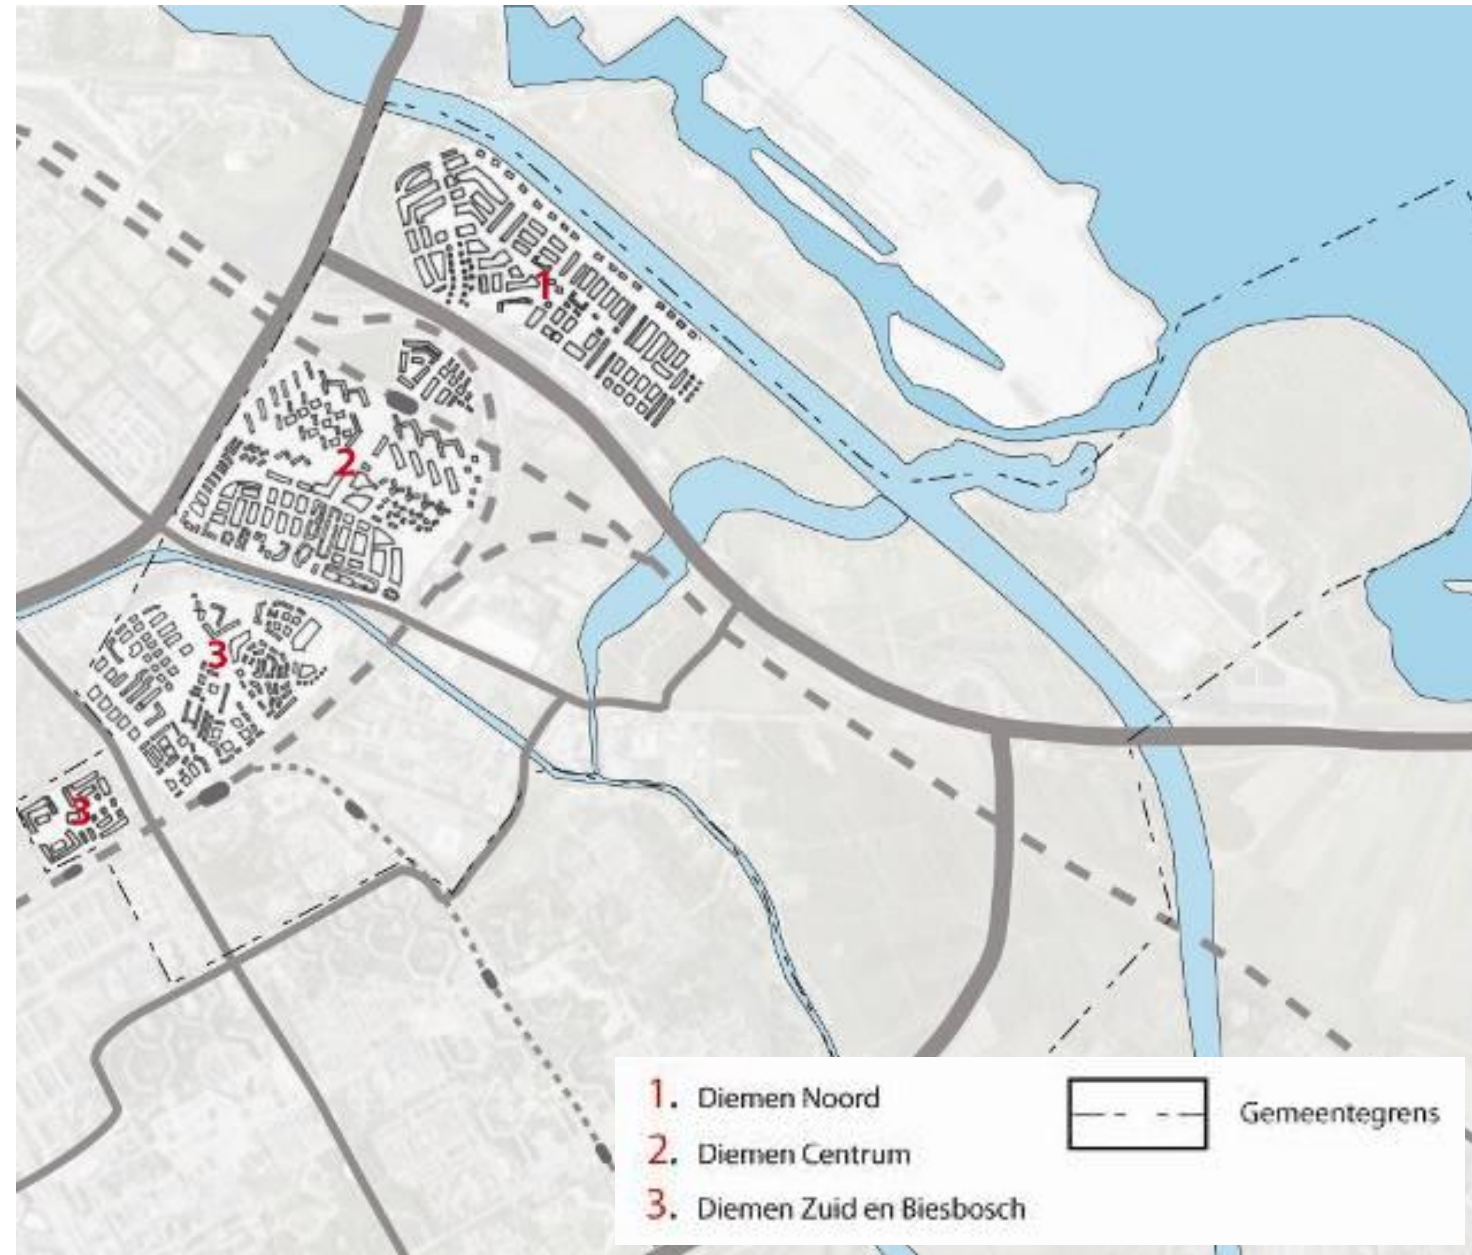 1
2
3
3
1. Diemen Noord
2. Diemen Centrum
3. Diemen Zuid en Biesbosch
Gemeentegrens